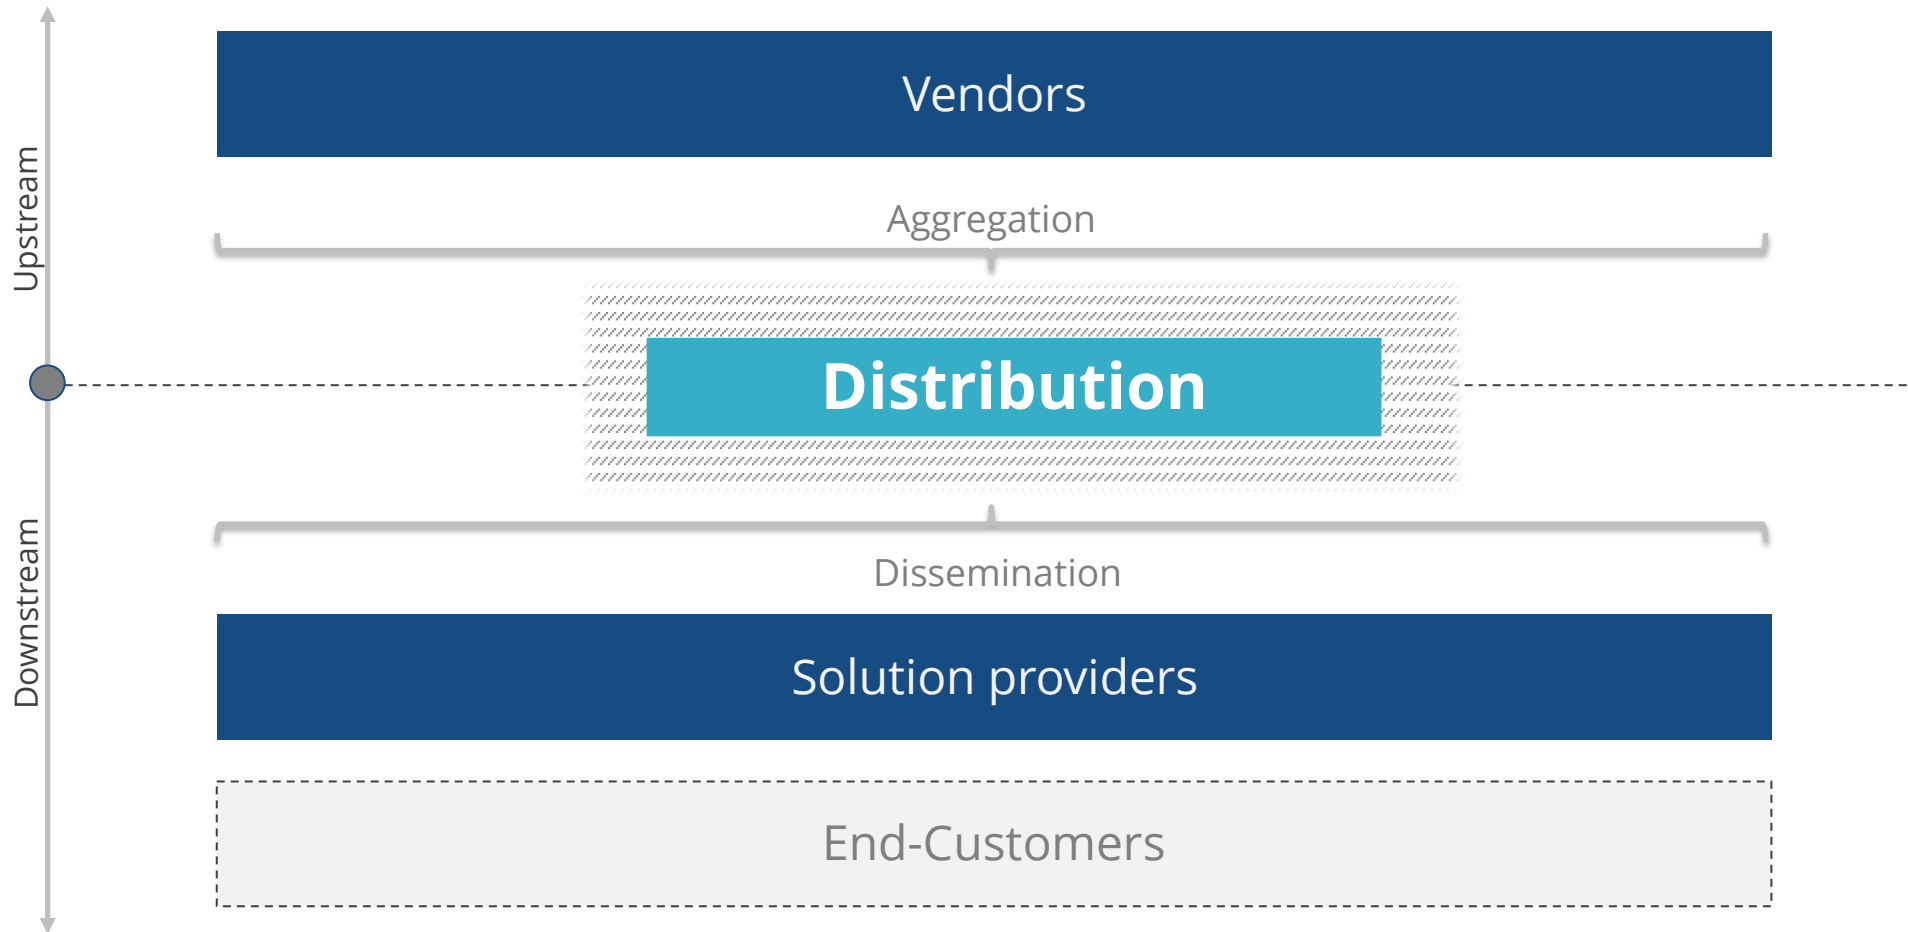 Vendors
Upstream
Aggregation
Distribution
Downstream
Dissemination
Solution providers
End-Customers